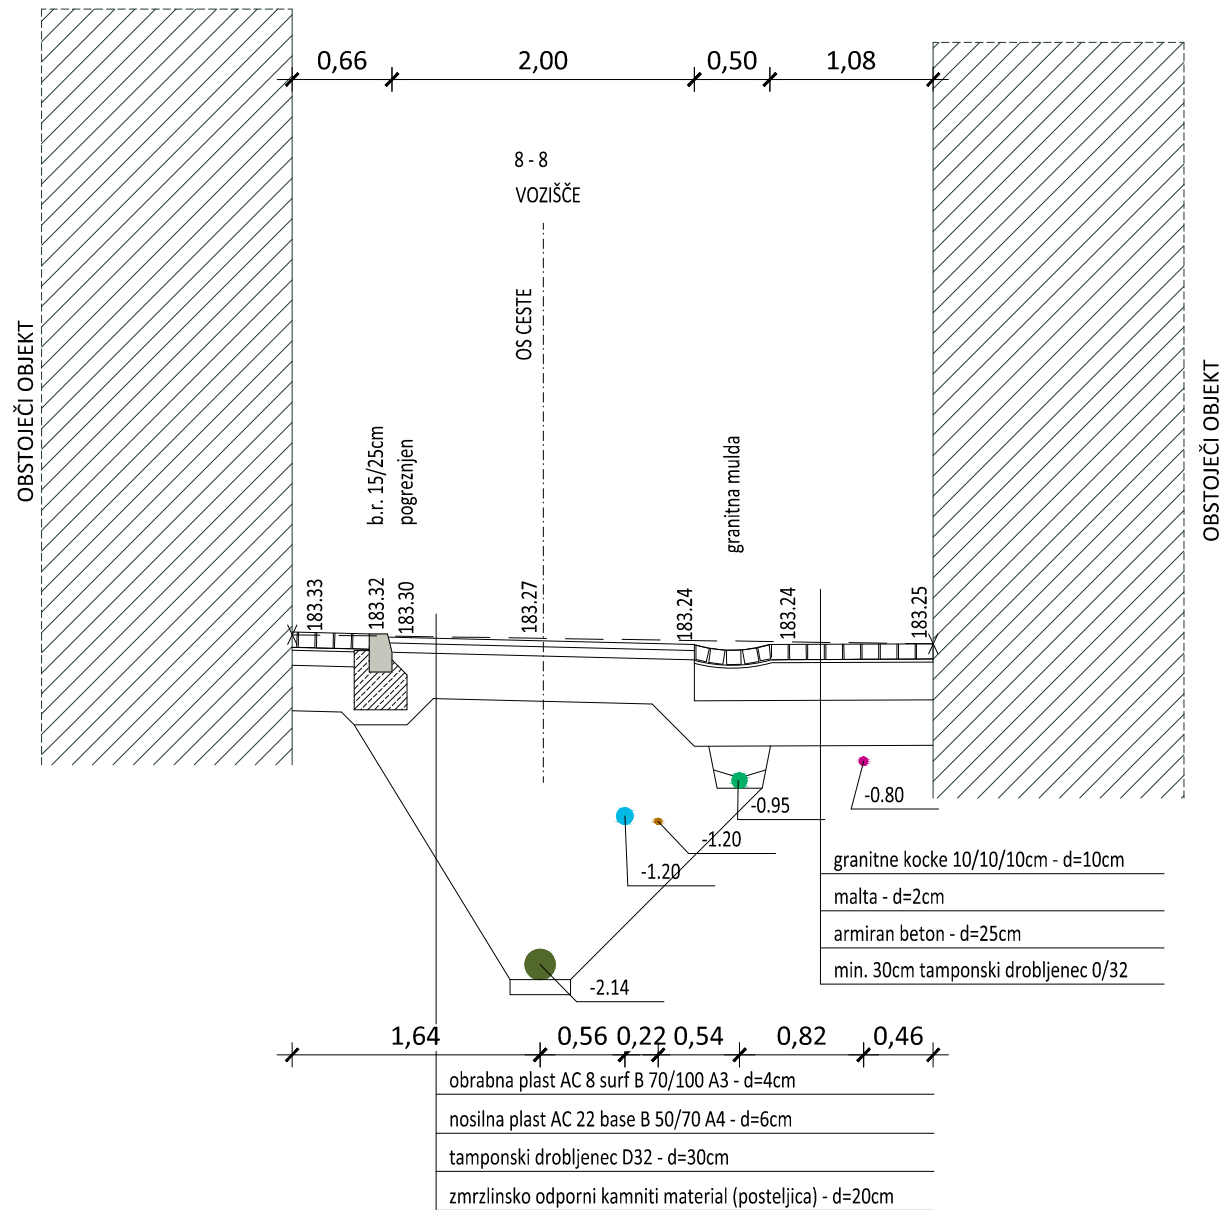 0,66
2,00
0,50
1,08
8 - 8
VOZIŠČE
OS CESTE
OBSTOJEČI OBJEKT
OBSTOJEČI OBJEKT
b.r. 15/25cm
pogreznjen
granitna mulda
183.33
183.32
183.30
183.27
183.24
183.24
183.25
-0.95
-0.80
-1.20
-1.20
-2.14
granitne kocke 10/10/10cm - d=10cm
malta - d=2cm
armiran beton - d=25cm
min. 30cm tamponski drobljenec 0/32
1,64
0,56
0,22
0,54
0,82
0,46
obrabna plast AC 8 surf B 70/100 A3 - d=4cm
nosilna plast AC 22 base B 50/70 A4 - d=6cm
tamponski drobljenec D32 - d=30cm
zmrzlinsko odporni kamniti material (posteljica) - d=20cm